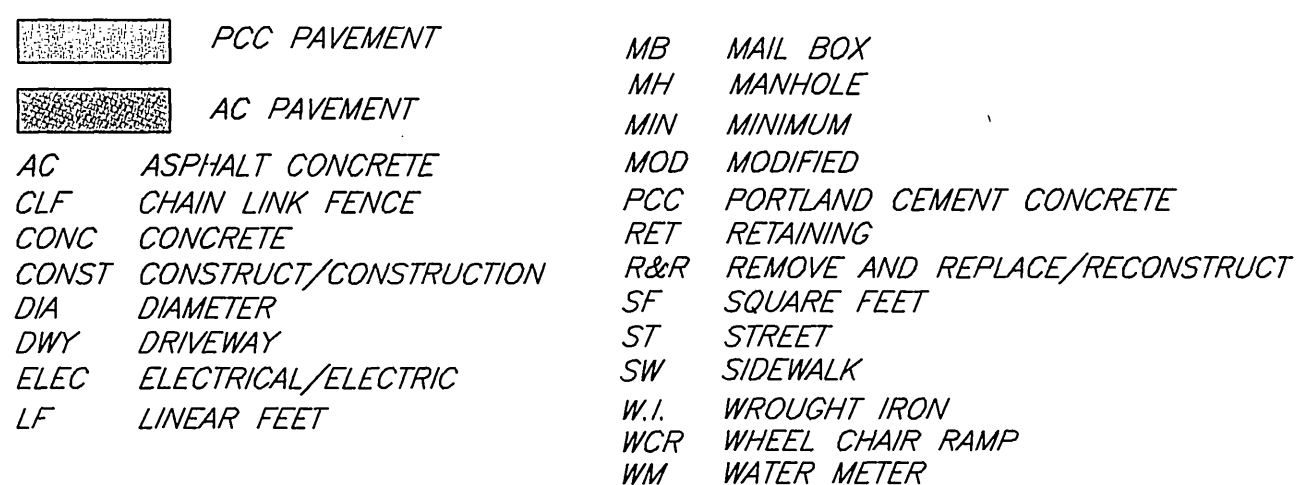 PCC PAVEMENT
AC PAVEMENT
AC ASPHALT CONCRETE
CLF CHAIN LINK FENCE
CONC CONCRETE
CONST CONSTRUCT/CONSTRUCTION
DIA DIAMETER
DWY DRIVEWAY
ELEC ELECTRICAL/ELECTRIC
LF LINEAR FEET
MB MAIL BOX
MH MANHOLE
MIN MINIMUM
MOD MODIFIED
PCC PORTLAND CEMENT CONCRETE
RET RETAINING
R&R REMOVE AND REPLACE/RECONSTRUCT
SF SQUARE FEET
ST STREET
SW SIDEWALK
W.I. WROUGHT IRON
WCR WHEEL CHAIR RAMP
WM WATER METER